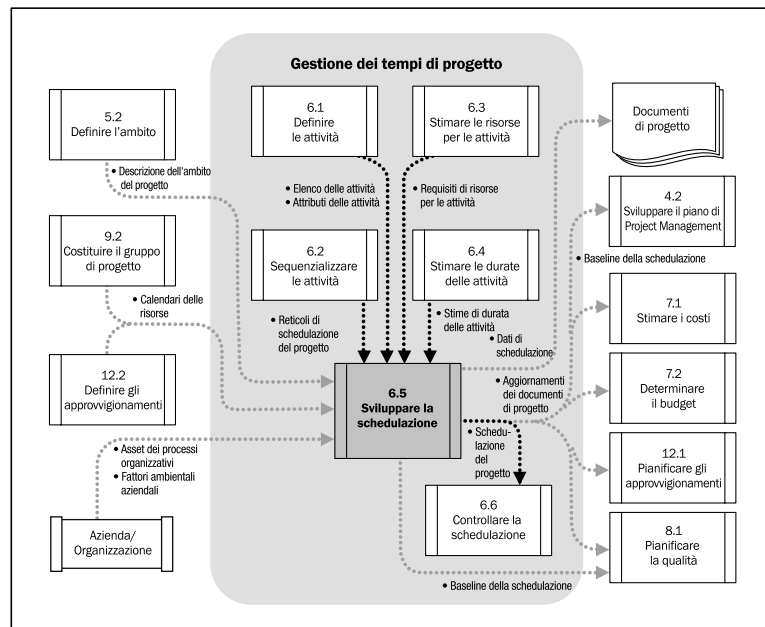 Gestione dei tempi di progetto
5.2
Definire l'ambito
• Descrizione dell'ambito
del progetto
9.2
Costituire il gruppo
di progetto
• Calendari delle
risorse
12.2
Definire gli
approvvigionamenti
• Asset dei processi
organizzativi
• Fattori ambientali
aziendali
Azienda/
Organizzazione
6.1
Definire
le attività
• Elenco delle attività
• Attributi delle attività
6.3
Stimare le risorse
per le attività
• Requisiti di risorse
per le attività
6.2
Sequenzializzare
le attività
• Reticoli di
schedulazione
del progetto
6.4
Stimare le durate
delle attività
• Stime di durata
delle attività
• Dati di
schedulazione
6.5
Sviluppare la
schedulazione
• Aggiornamenti
dei documenti
di progetto
• Schedu-
lazione
del
progetto
6.6
Controllare la
schedulazione
• Baseline della schedulazione
Documenti
di progetto
4.2
Sviluppare il piano di
Project Management
• Baseline della schedulazione
7.1
Stimare i costi
7.2
Determinare
il budget
12.1
Pianificare gli
approvvigionamenti
8.1
Pianificare
la qualità